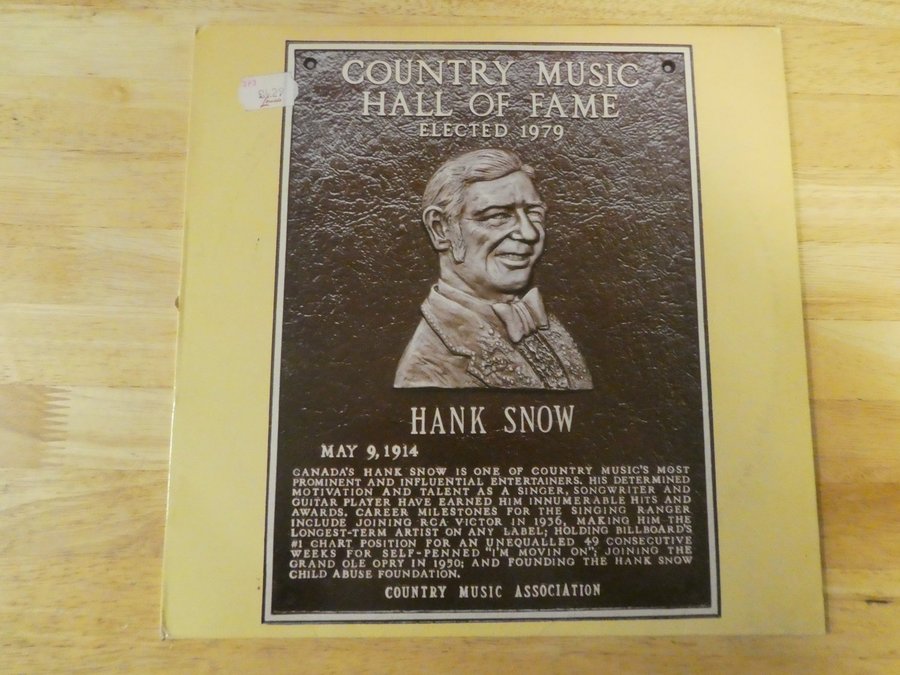 COUNTRY MUSIC
HALL OF FAME
ELECTED 1979
HANK SNOW
MAY 9, 1914
CANADA'S HANK SNOW IS ONE OF COUNTRY MUSIC'S MOST
PROMINENT AND INFLUENTIAL ENTERTAINERS. HIS DETERMINED
MOTIVATION AND TALENT AS A SINGER, SONGWRITER AND
GUITAR PLAYER HAVE EARNED HIM INNUMERABLE HITS AND
AWARDS. CAREER MILESTONES FOR THE SINGING RANGER
INCLUDE JOINING RCA VICTOR IN 1936, MAKING HIM THE
LONGEST-TERM ARTIST ON ANY LABEL; HOLDING BILLBOARD'S
#1 CHART POSITION FOR AN UNEQUALLED 49 CONSECUTIVE
WEEKS FOR SELF-PENNED "I'M MOVIN ON"; JOINING THE
GRAND OLE OPRY IN 1950; AND FOUNDING THE HANK SNOW
CHILD ABUSE FOUNDATION.
COUNTRY MUSIC ASSOCIATION